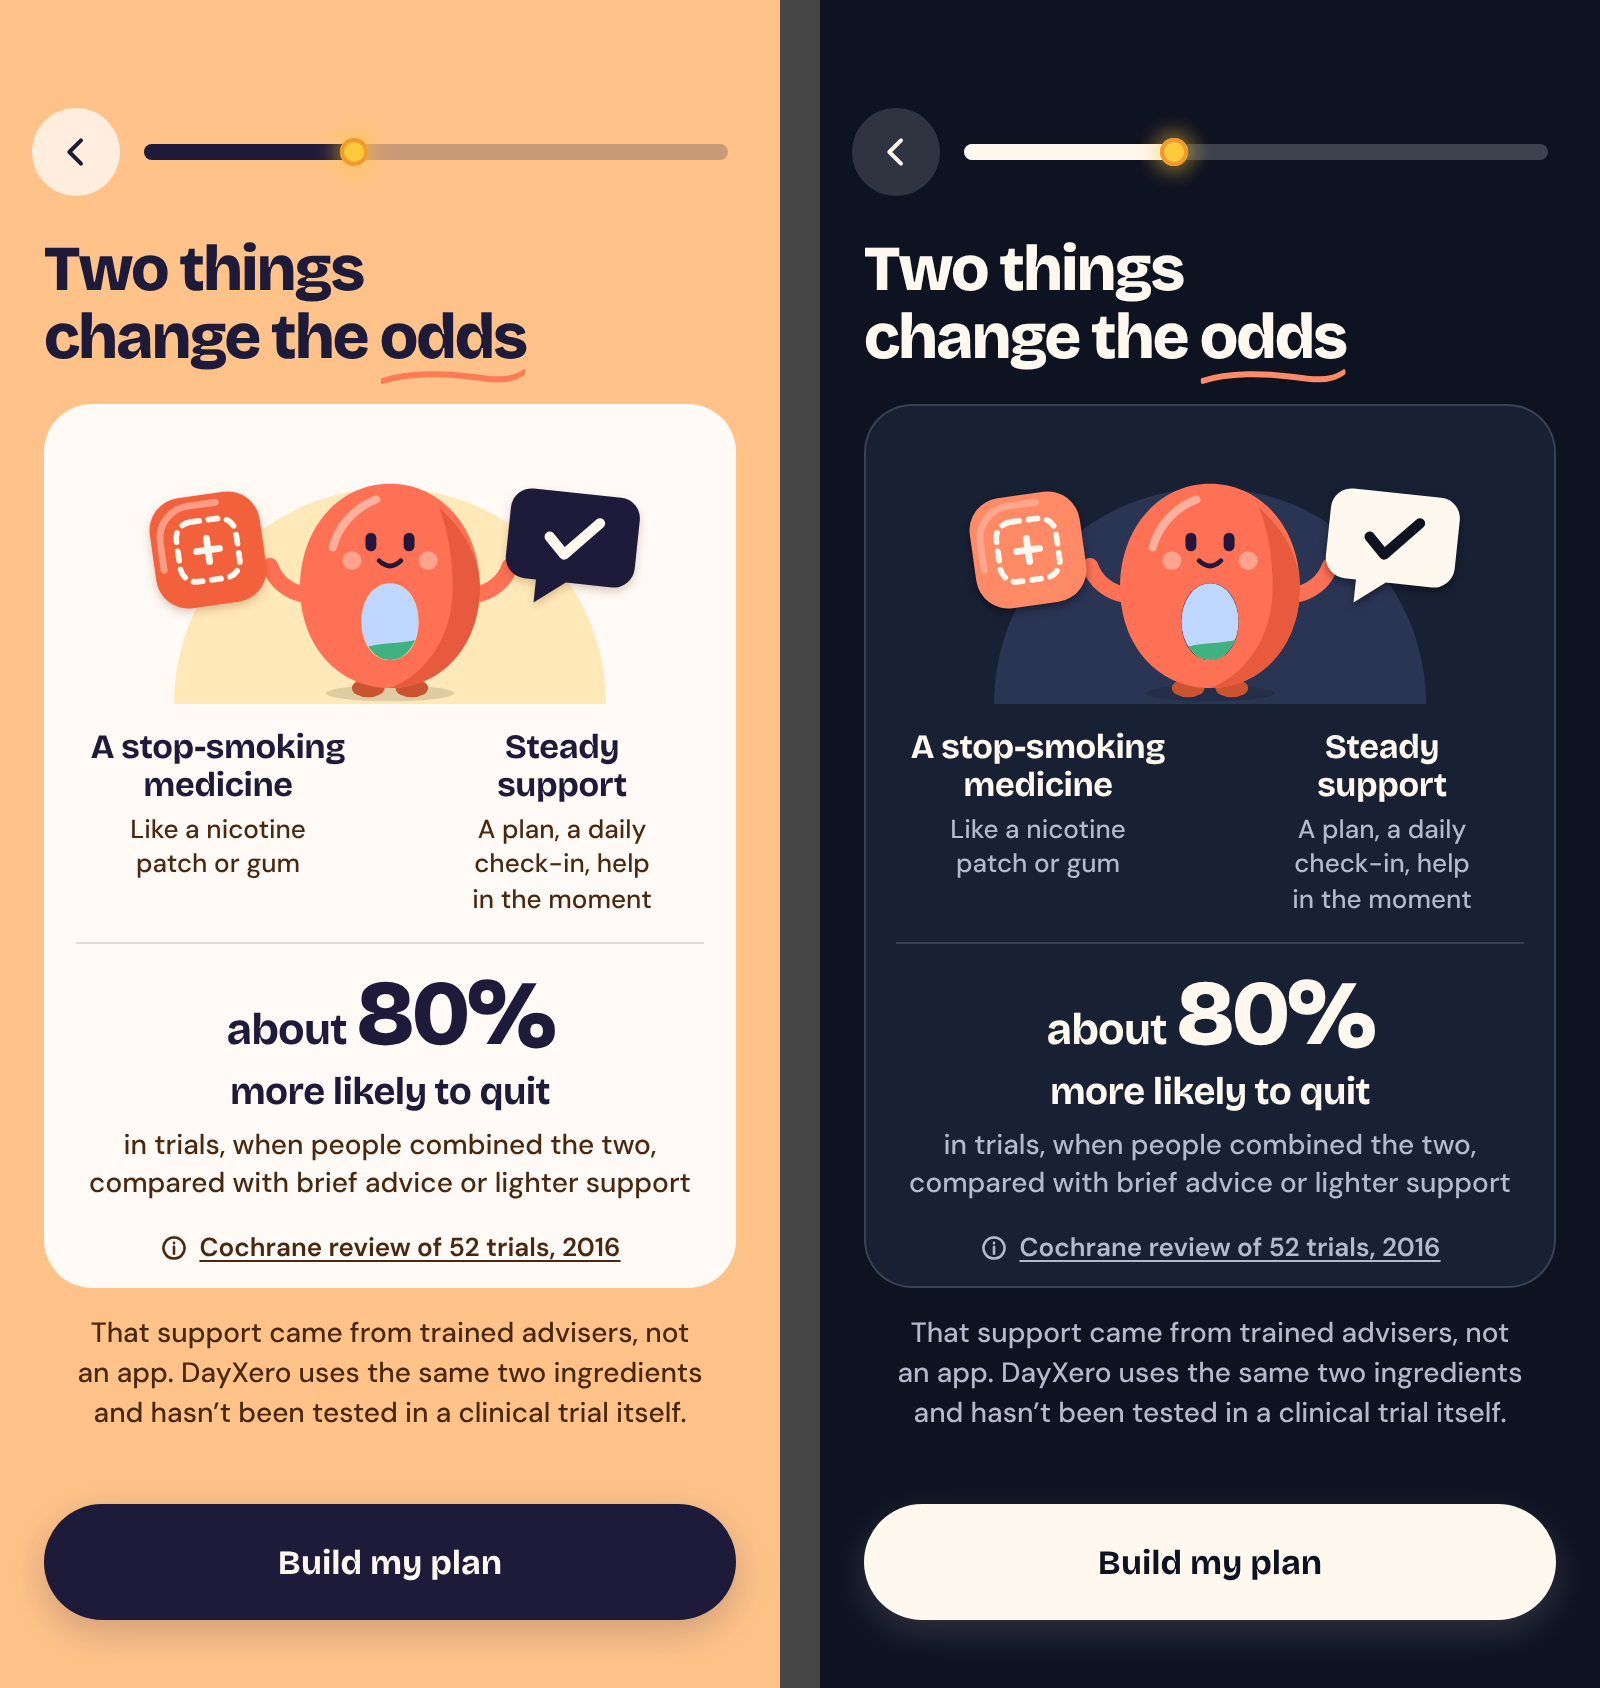 Two things
change the odds
A stop-smoking
medicine
Like a nicotine
patch or gum
Steady
support
A plan, a daily
check-in, help
in the moment
about 80%
more likely to quit
in trials, when people combined the two,
compared with brief advice or lighter support
Cochrane review of 52 trials, 2016
That support came from trained advisers, not
an app. DayXero uses the same two ingredients
and hasn’t been tested in a clinical trial itself.
Build my plan
Two things
change the odds
A stop-smoking
medicine
Like a nicotine
patch or gum
Steady
support
A plan, a daily
check-in, help
in the moment
about 80%
more likely to quit
in trials, when people combined the two,
compared with brief advice or lighter support
Cochrane review of 52 trials, 2016
That support came from trained advisers, not
an app. DayXero uses the same two ingredients
and hasn’t been tested in a clinical trial itself.
Build my plan